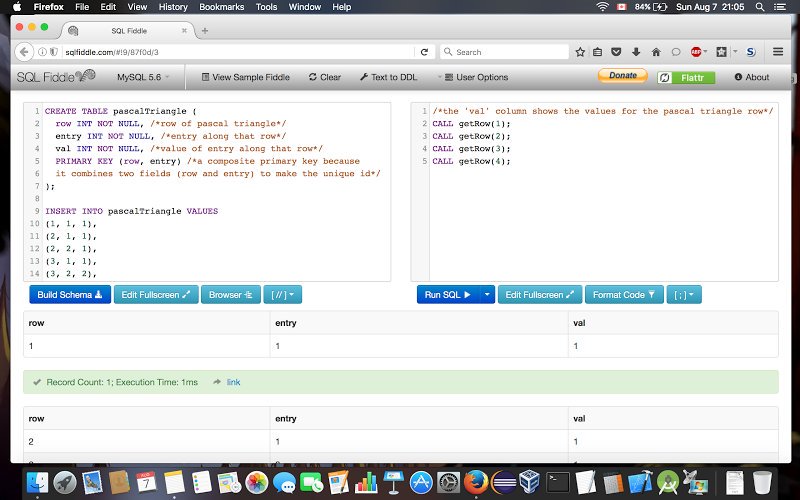 Firefox File Edit View History Bookmarks Tools Window Help 84% Sun Aug 7 21:05
SQL Fiddle
sqlfiddle.com/#!9/87f0d/3
Search
ABP
S
SQL Fiddle MySQL 5.6 View Sample Fiddle Clear Text to DDL User Options Donate Flattr About
1 CREATE TABLE pascalTriangle (
2 row INT NOT NULL, /*row of pascal triangle*/
3 entry INT NOT NULL, /*entry along that row*/
4 val INT NOT NULL, /*value of entry along that row*/
5 PRIMARY KEY (row, entry) /*a composite primary key because
6 it combines two fields (row and entry) to make the unique id*/
7 );
8
9 INSERT INTO pascalTriangle VALUES
10 (1, 1, 1),
11 (2, 1, 1),
12 (2, 2, 1),
13 (3, 1, 1),
14 (3, 2, 2),
1 /*the 'val' column shows the values for the pascal triangle row*/
2 CALL getRow(1);
3 CALL getRow(2);
4 CALL getRow(3);
5 CALL getRow(4);
Build Schema Edit Fullscreen Browser [ // ]
Run SQL Edit Fullscreen Format Code [ ; ]
row entry val
1 1 1
Record Count: 1; Execution Time: 1ms link
row entry val
2 1 1